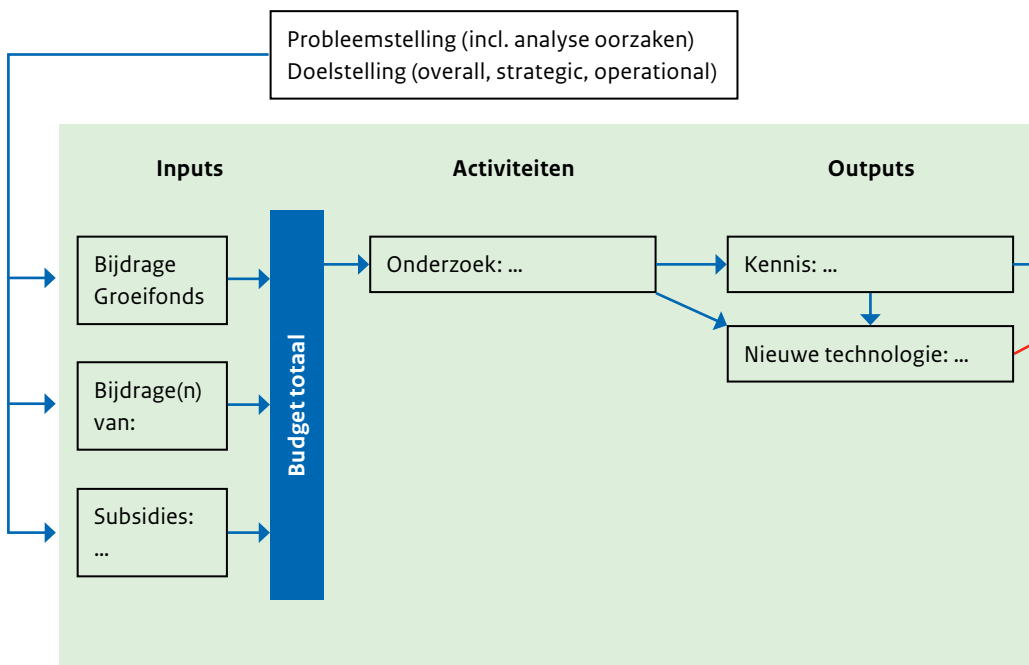 Probleemstelling (incl. analyse oorzaken)
Doelstelling (overall, strategic, operational)
Inputs
Activiteiten
Outputs
Bijdrage
Groeifonds
Bijdrage(n)
van:
Subsidies:
...
Budget totaal
Onderzoek: ...
Kennis: ...
Nieuwe technologie: ...